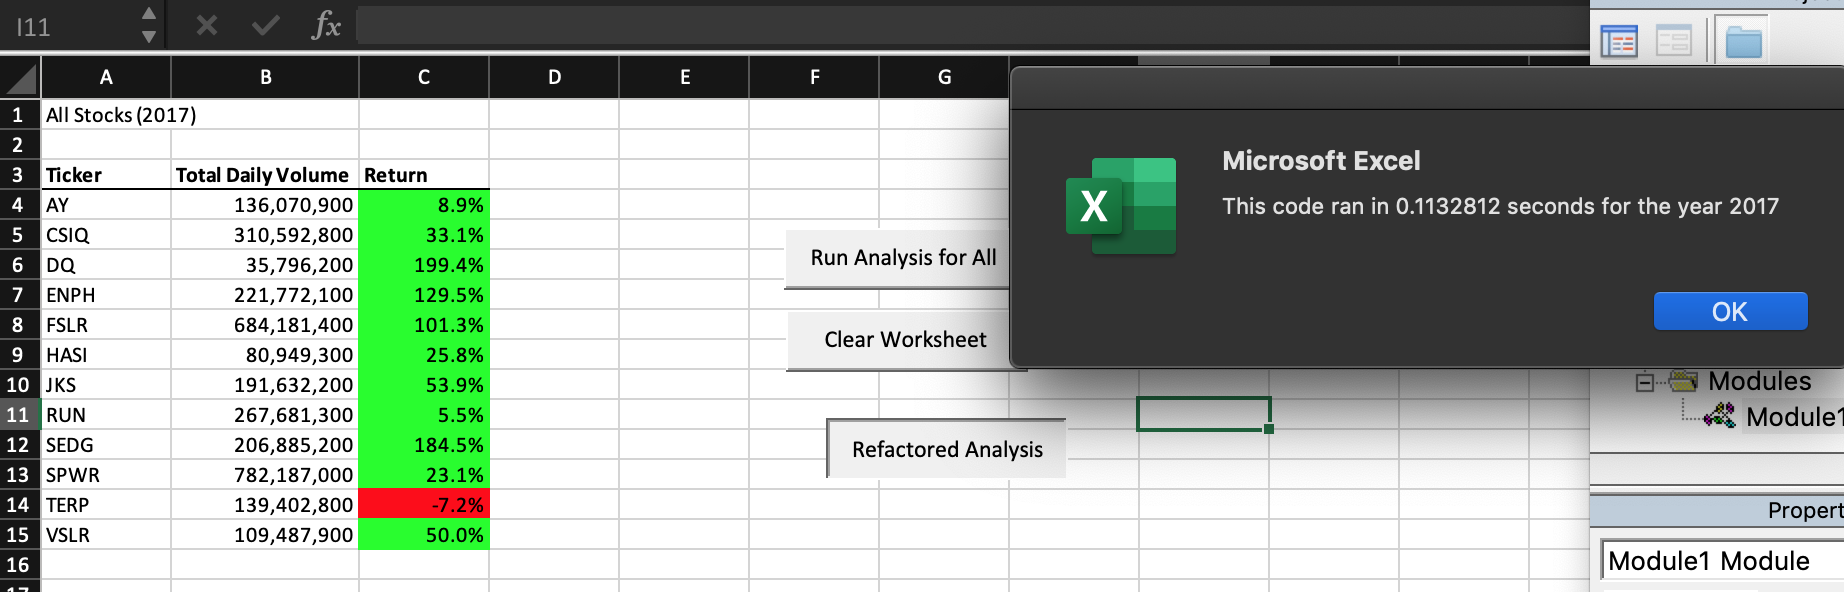 I11
fx
A B C D E F G
1 All Stocks (2017)
2
3 Ticker Total Daily Volume Return
4 AY 136,070,900 8.9%
5 CSIQ 310,592,800 33.1%
6 DQ 35,796,200 199.4%
7 ENPH 221,772,100 129.5%
8 FSLR 684,181,400 101.3%
9 HASI 80,949,300 25.8%
10 JKS 191,632,200 53.9%
11 RUN 267,681,300 5.5%
12 SEDG 206,885,200 184.5%
13 SPWR 782,187,000 23.1%
14 TERP 139,402,800 -7.2%
15 VSLR 109,487,900 50.0%
16
Run Analysis for All
Clear Worksheet
Refactored Analysis
X
Microsoft Excel
This code ran in 0.1132812 seconds for the year 2017
OK
Modules
Module1
Propert
Module1 Module